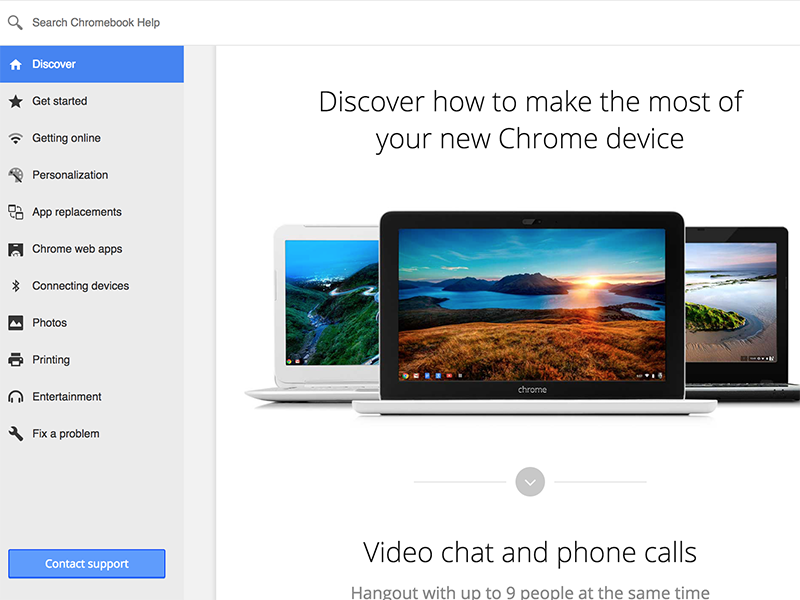 Search Chromebook Help
Discover
Get started
Getting online
Personalization
App replacements
Chrome web apps
Connecting devices
Photos
Printing
Entertainment
Fix a problem
Contact support
Discover how to make the most of
your new Chrome device
chrome
Video chat and phone calls
Hangout with up to 9 people at the same time